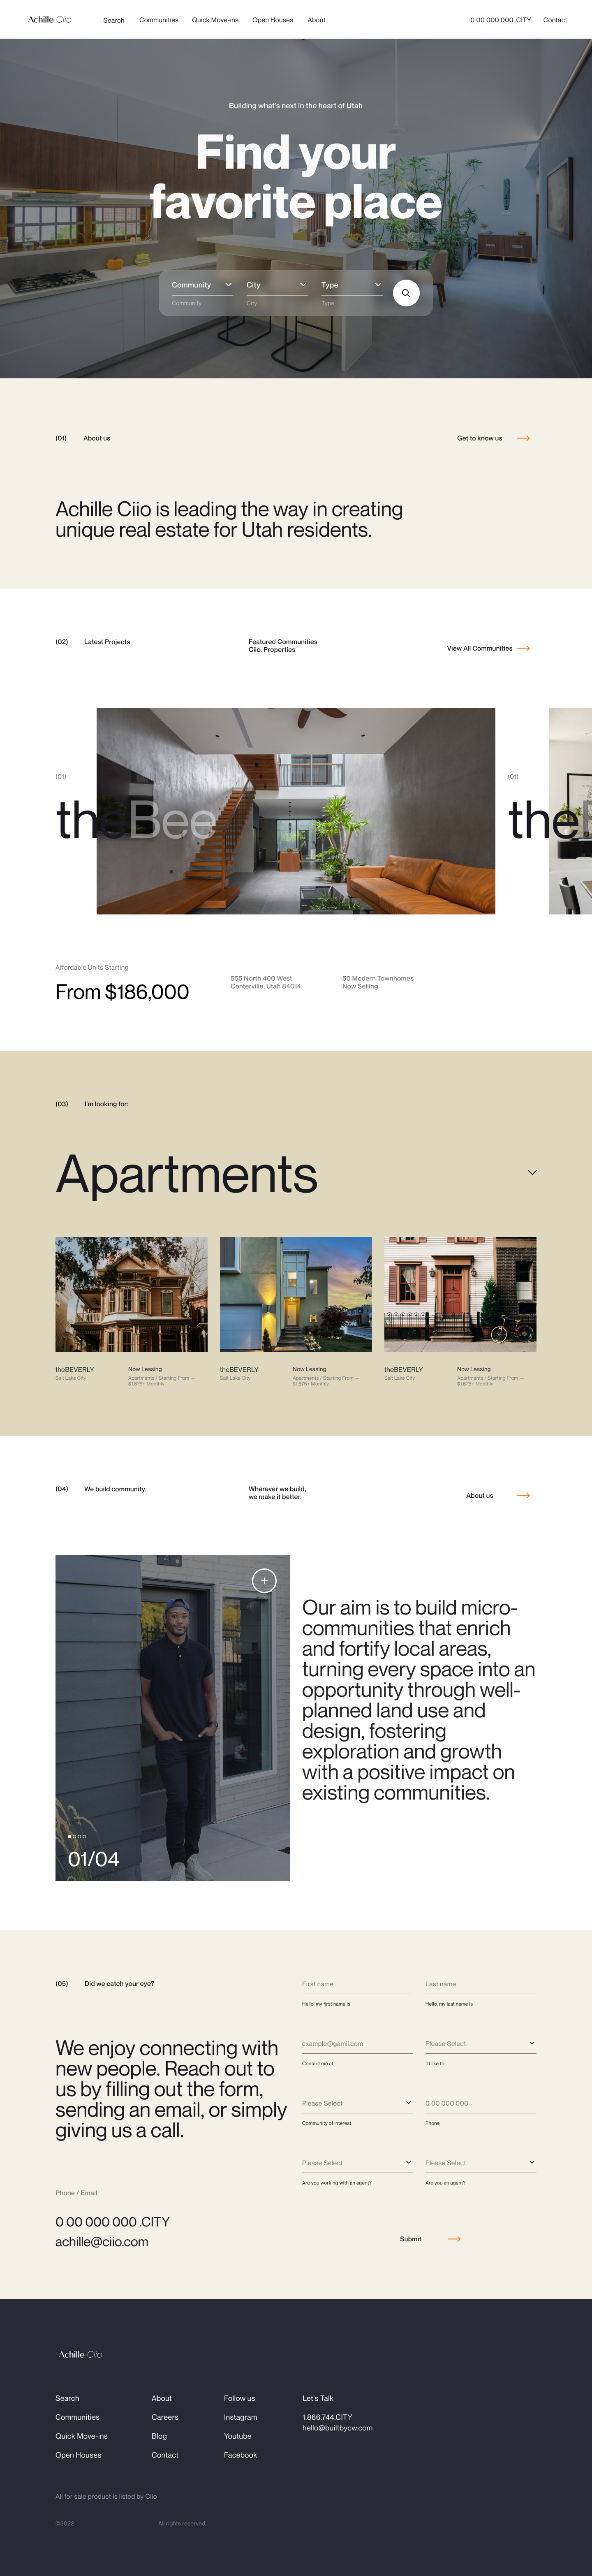 Achille Ciio
Search
Communities
Quick Move-ins
Open Houses
About
0 00 000 000 .CITY
Contact
Building what's next in the heart of Utah
Find your
favorite place
Community
City
Type
Community
City
Type
(01)
About us
Get to know us
Achille Ciio is leading the way in creating
unique real estate for Utah residents.
(02)
Latest Projects
Featured Communities
Ciio. Properties
View All Communities
(01)
theBee
(01)
the
Affordable Units Starting
From $186,000
555 North 400 West
Centerville, Utah 84014
50 Modern Townhomes
Now Selling
(03)
I'm looking for:
Apartments
theBEVERLY
Salt Lake City
Now Leasing
Apartments / Starting From —
$1,675+ Monthly
theBEVERLY
Salt Lake City
Now Leasing
Apartments / Starting From —
$1,675+ Monthly
theBEVERLY
Salt Lake City
Now Leasing
Apartments / Starting From —
$1,675+ Monthly
(04)
We build community.
Wherever we build,
we make it better.
About us
01/04
Our aim is to build micro-
communities that enrich
and fortify local areas,
turning every space into an
opportunity through well-
planned land use and
design, fostering
exploration and growth
with a positive impact on
existing communities.
(05)
Did we catch your eye?
We enjoy connecting with
new people. Reach out to
us by filling out the form,
sending an email, or simply
giving us a call.
Phone / Email
0 00 000 000 .CITY
achille@ciio.com
First name
Hello, my first name is
Last name
Hello, my last name is
example@gamil.com
Contact me at
Please Select
I'd like to
Please Select
Community of interest
0 00 000 000
Phone
Please Select
Are you working with an agent?
Please Select
Are you an agent?
Submit
Achille Ciio
Search
Communities
Quick Move-ins
Open Houses
About
Careers
Blog
Contact
Follow us
Instagram
Youtube
Facebook
Let's Talk
1.866.744.CITY
hello@builtbycw.com
All for sale product is listed by Ciio
©2022
All rights reserved.